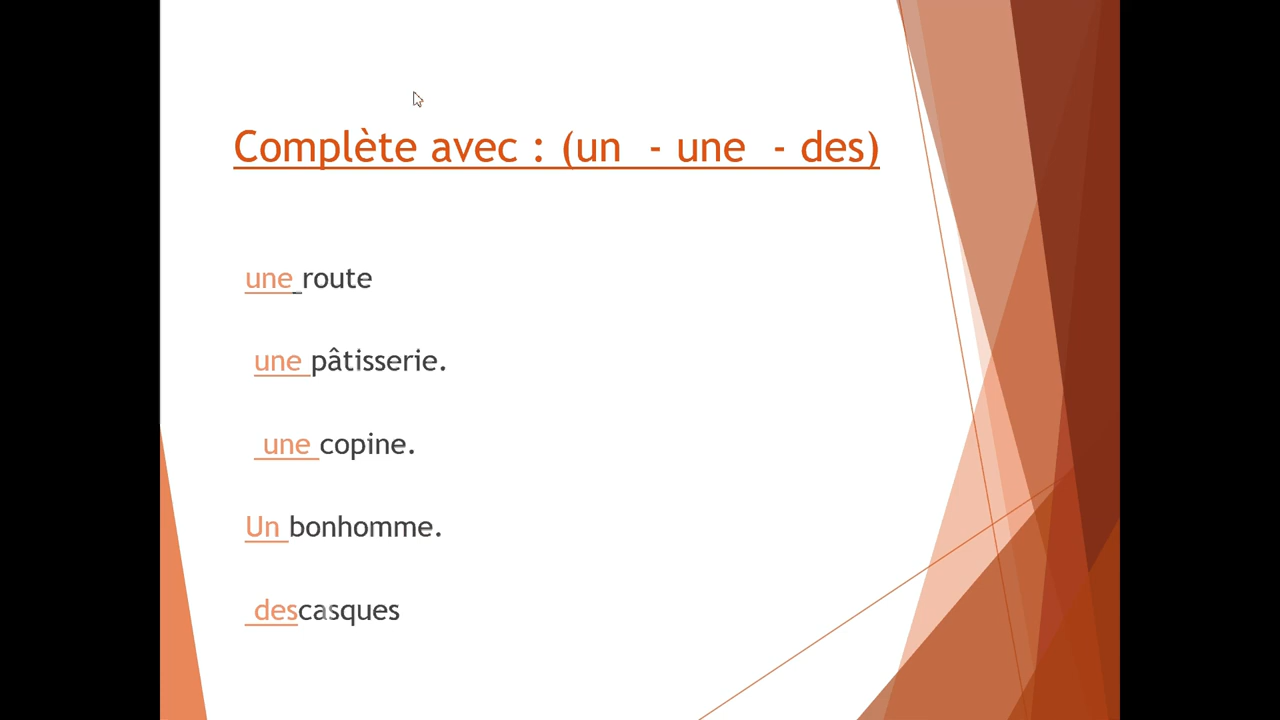 Complète avec : (un - une - des)
une route
une pâtisserie.
une copine.
Un bonhomme.
descasques